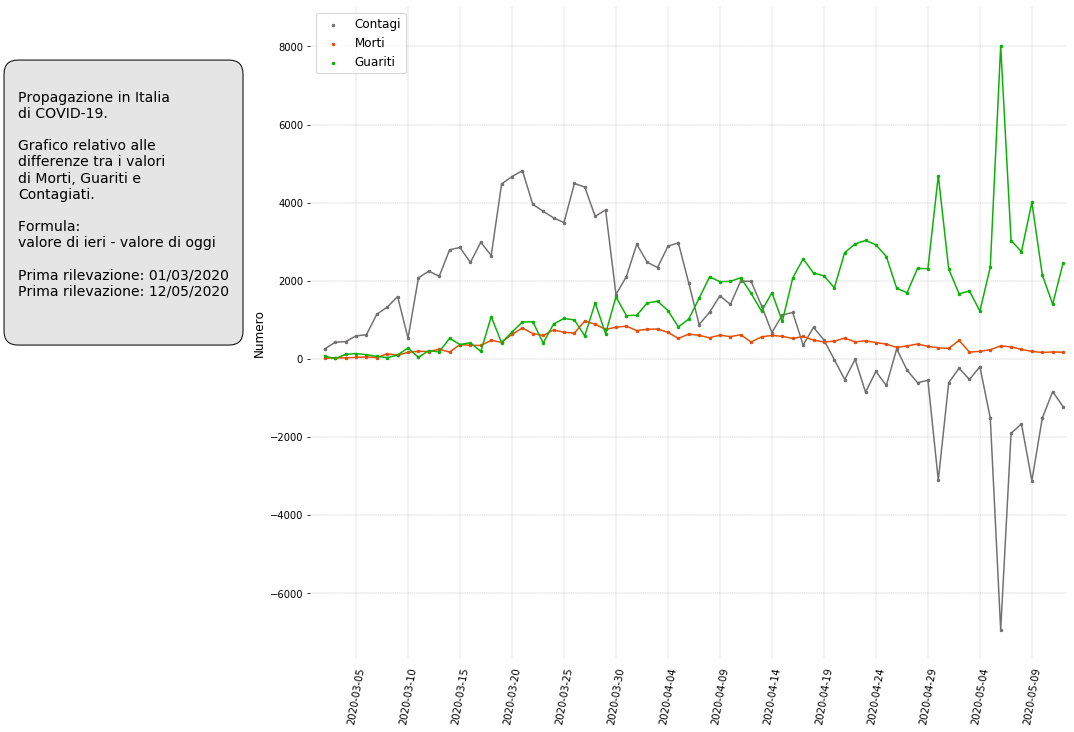 Propagazione in Italia
di COVID-19.
Grafico relativo alle
differenze tra i valori
di Morti, Guariti e
Contagiati.
Formula:
valore di ieri - valore di oggi
Prima rilevazione: 01/03/2020
Prima rilevazione: 12/05/2020
Contagi
Morti
Guariti
Numero
8000
6000
4000
2000
0
−2000
−4000
−6000
2020-03-05
2020-03-10
2020-03-15
2020-03-20
2020-03-25
2020-03-30
2020-04-04
2020-04-09
2020-04-14
2020-04-19
2020-04-24
2020-04-29
2020-05-04
2020-05-09